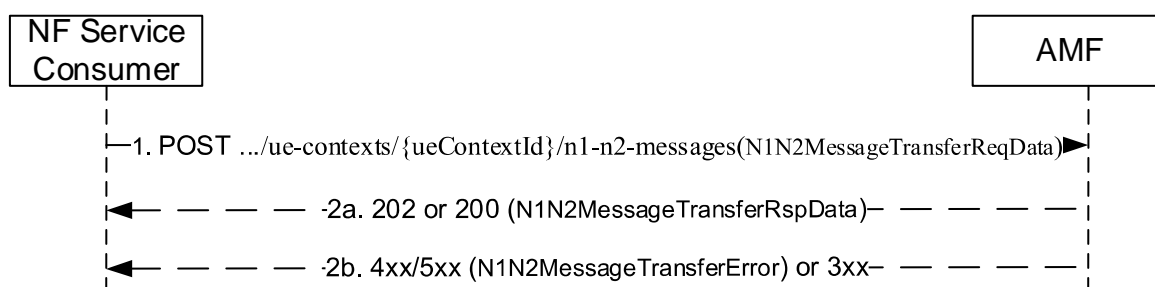 NF Service
Consumer
AMF
1. POST .../ue-contexts/{ueContextId}/n1-n2-messages(N1N2MessageTransferReqData)
2a. 202 or 200 (N1N2MessageTransferRspData)
2b. 4xx/5xx (N1N2MessageTransferError) or 3xx